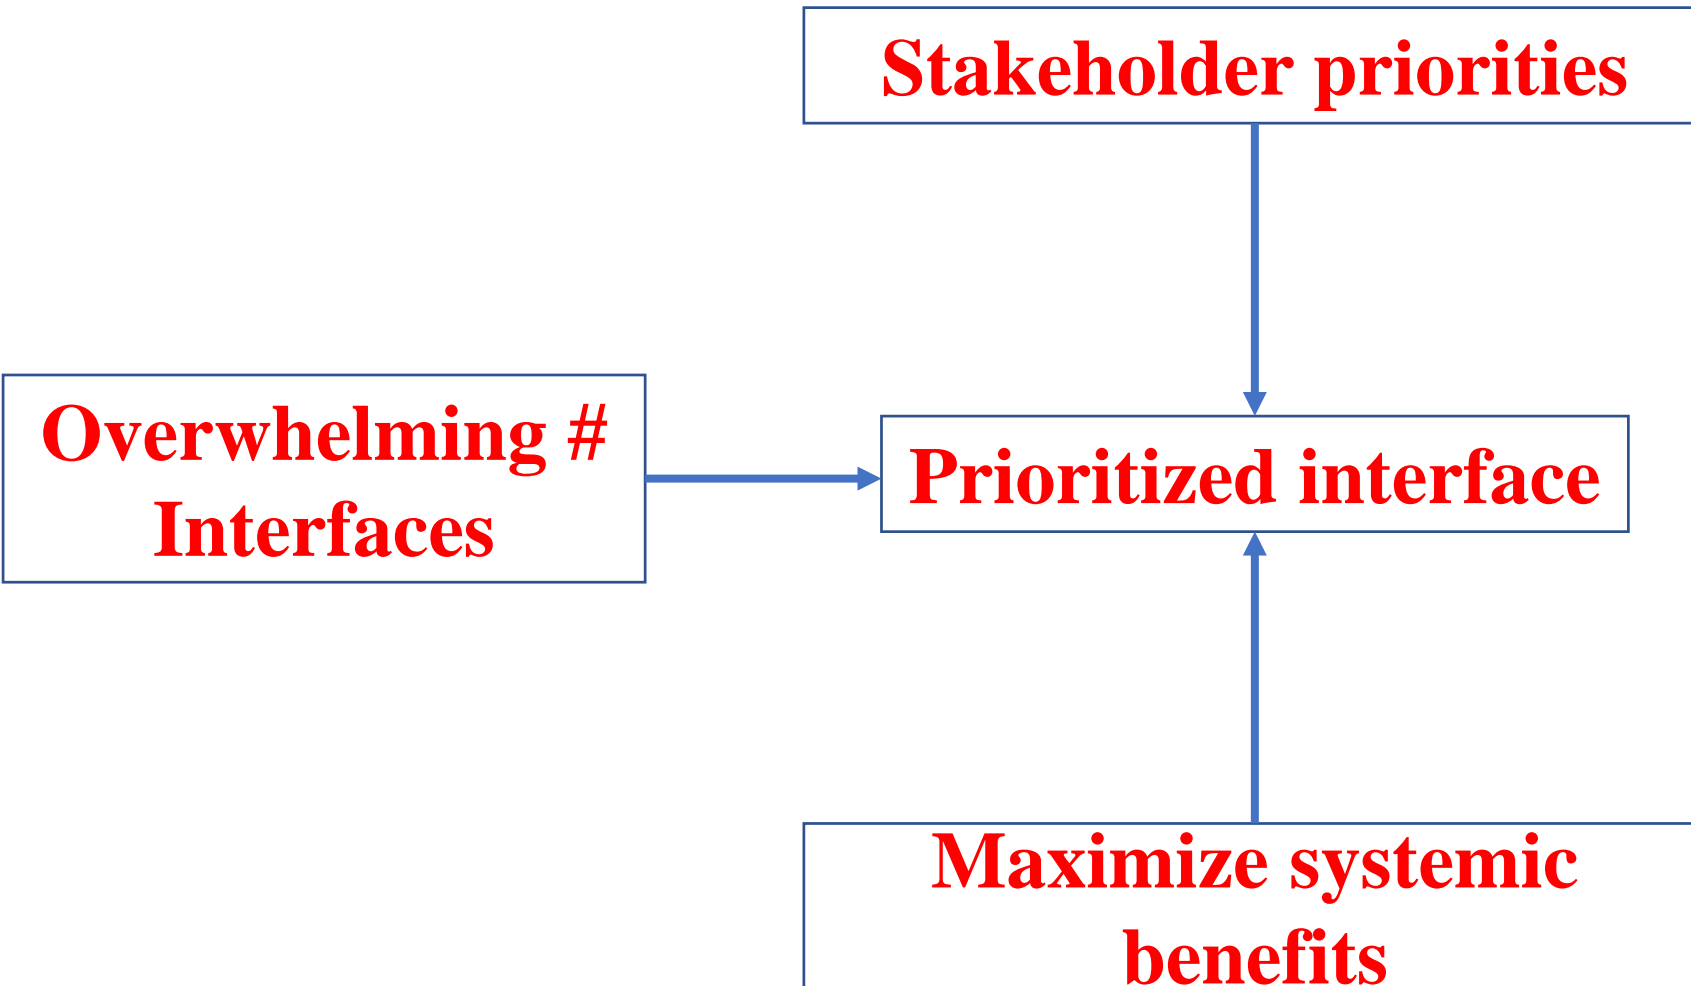 Stakeholder priorities
Overwhelming #
Interfaces
Prioritized interface
Maximize systemic
benefits